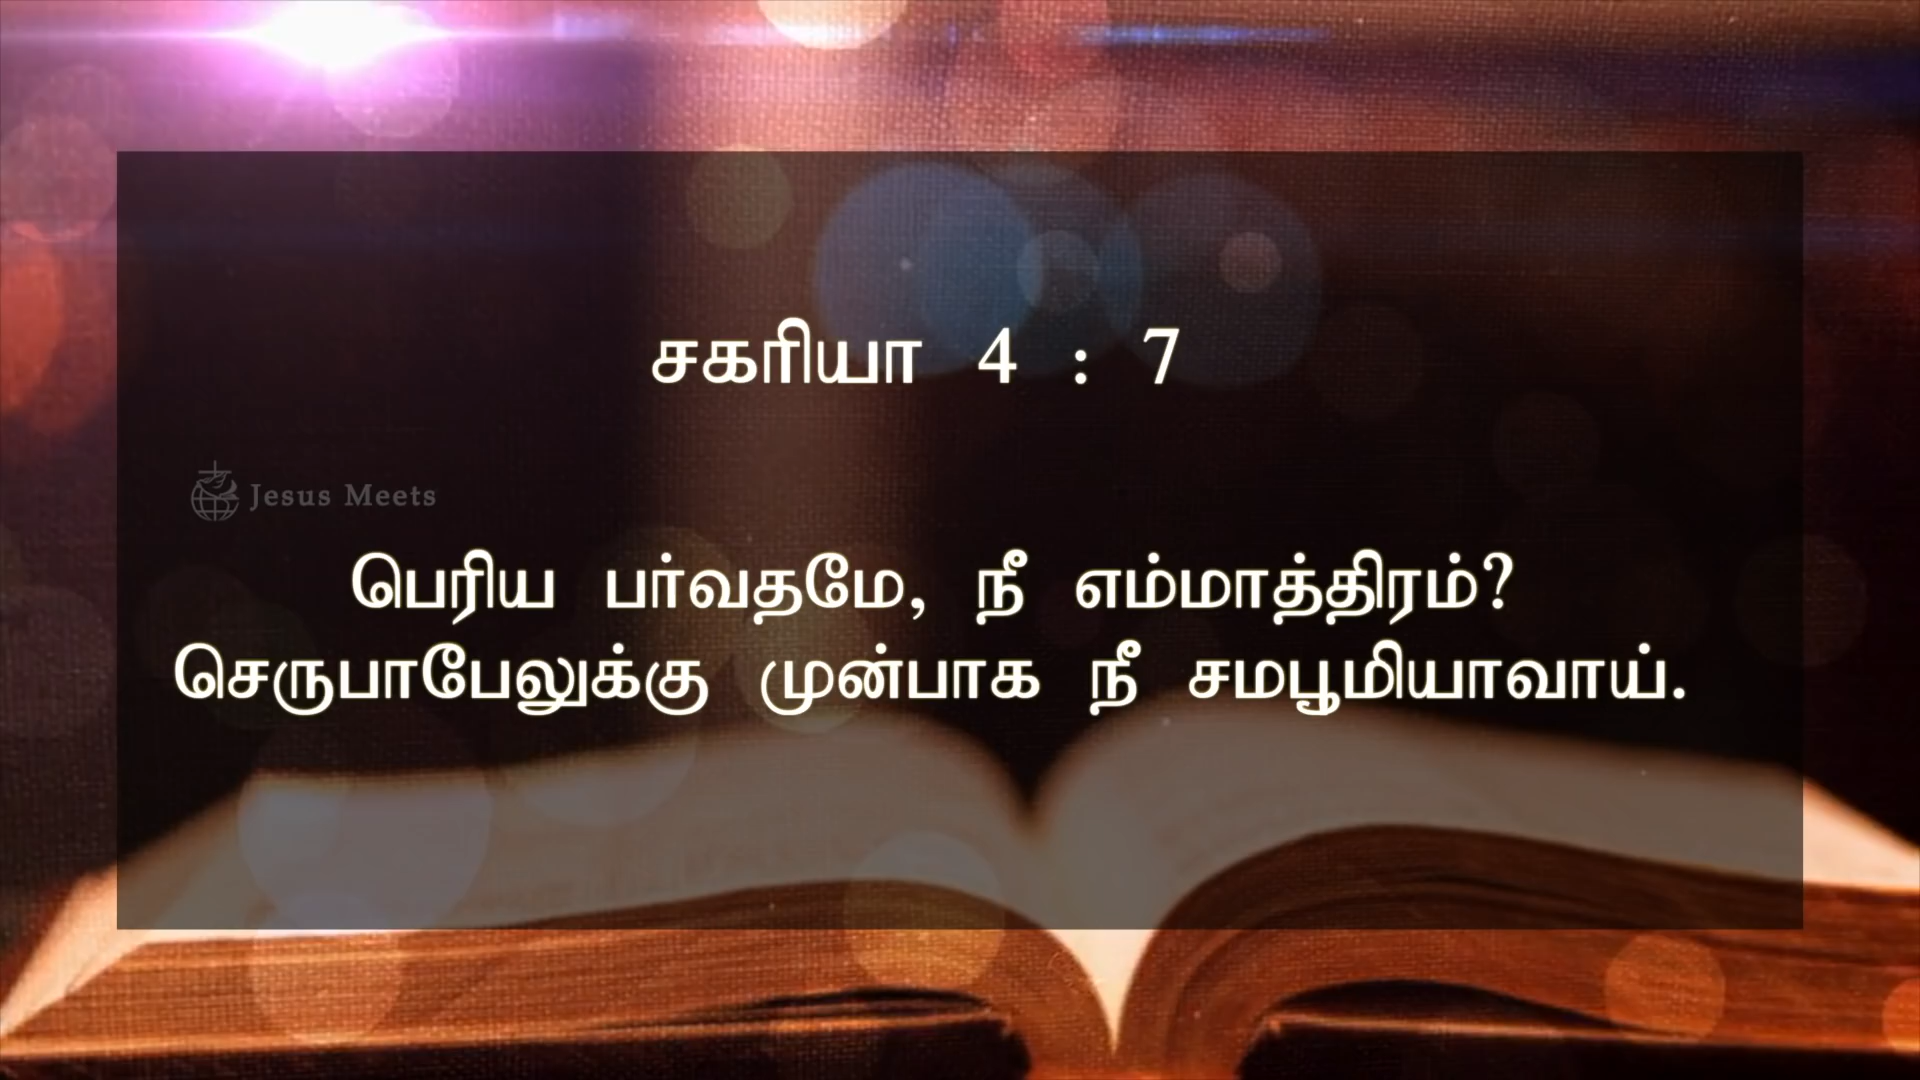 சகரியா 4 : 7
Jesus Meets
பெரிய பர்வதமே, நீ எம்மாத்திரம்?
செருபாபேலுக்கு முன்பாக நீ சமபூமியாவாய்.